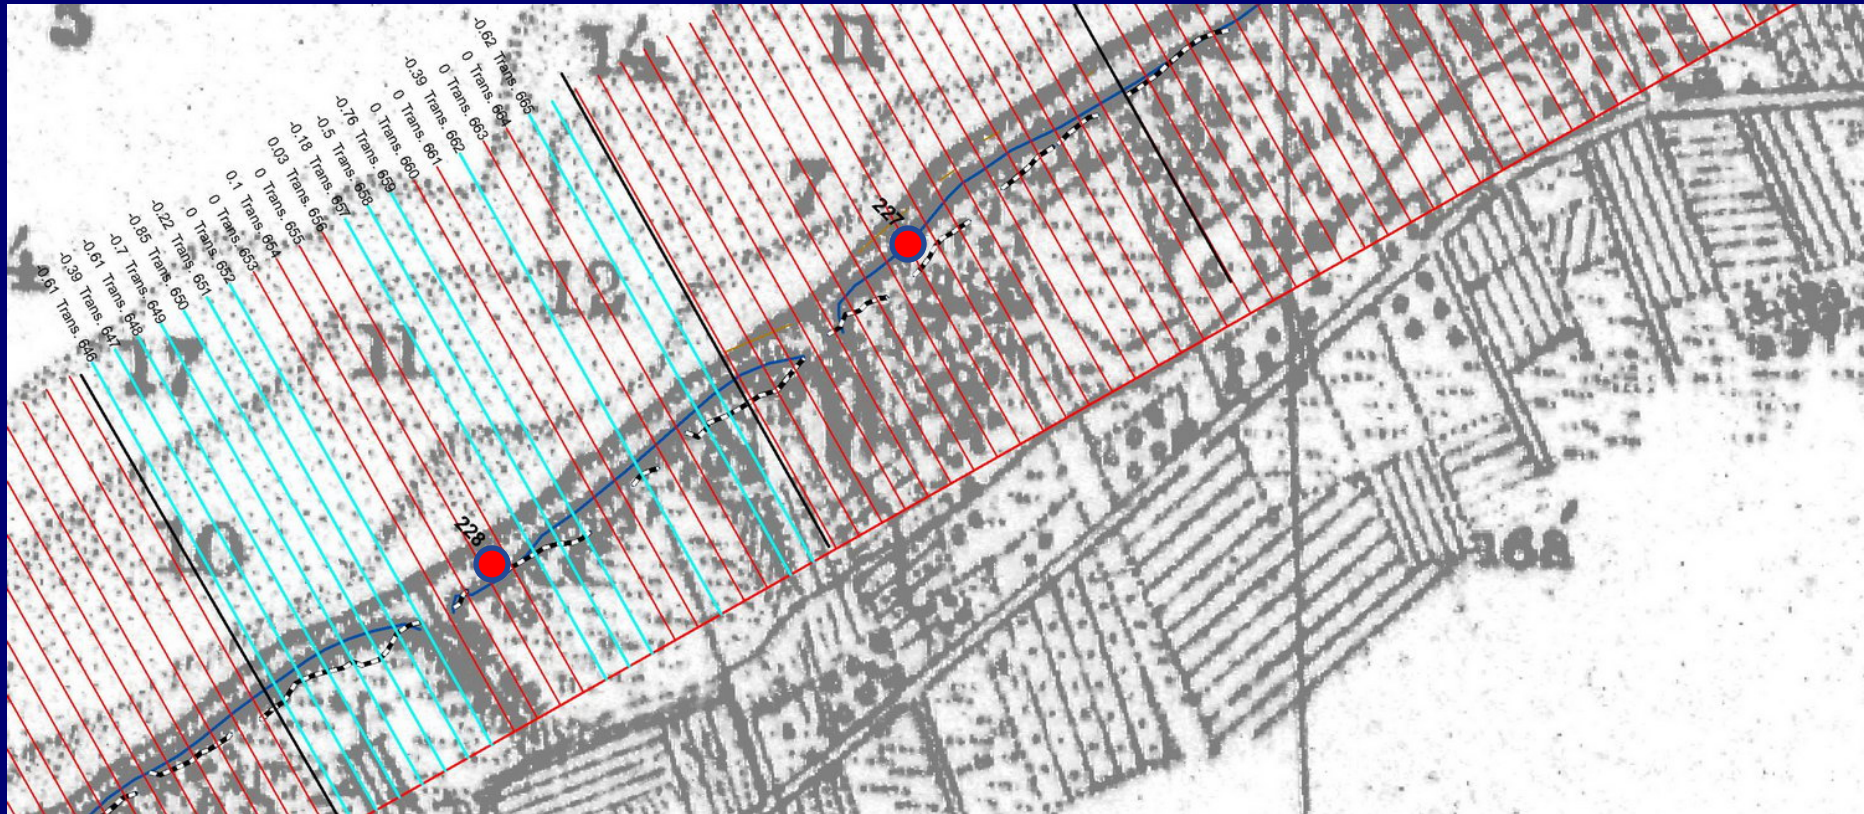 14
11
7
227
12
11
17
10
228
-0.62 Trans. 665
0 Trans. 664
0 Trans. 663
-0.39 Trans. 662
0 Trans. 661
0 Trans. 660
-0.76 Trans. 659
-0.5 Trans. 658
-0.18 Trans. 657
0.03 Trans. 656
0 Trans. 655
0.1 Trans. 654
0 Trans. 653
0 Trans. 652
-0.22 Trans. 651
-0.85 Trans. 650
-0.7 Trans. 649
-0.61 Trans. 648
-0.39 Trans. 647
-0.61 Trans. 646